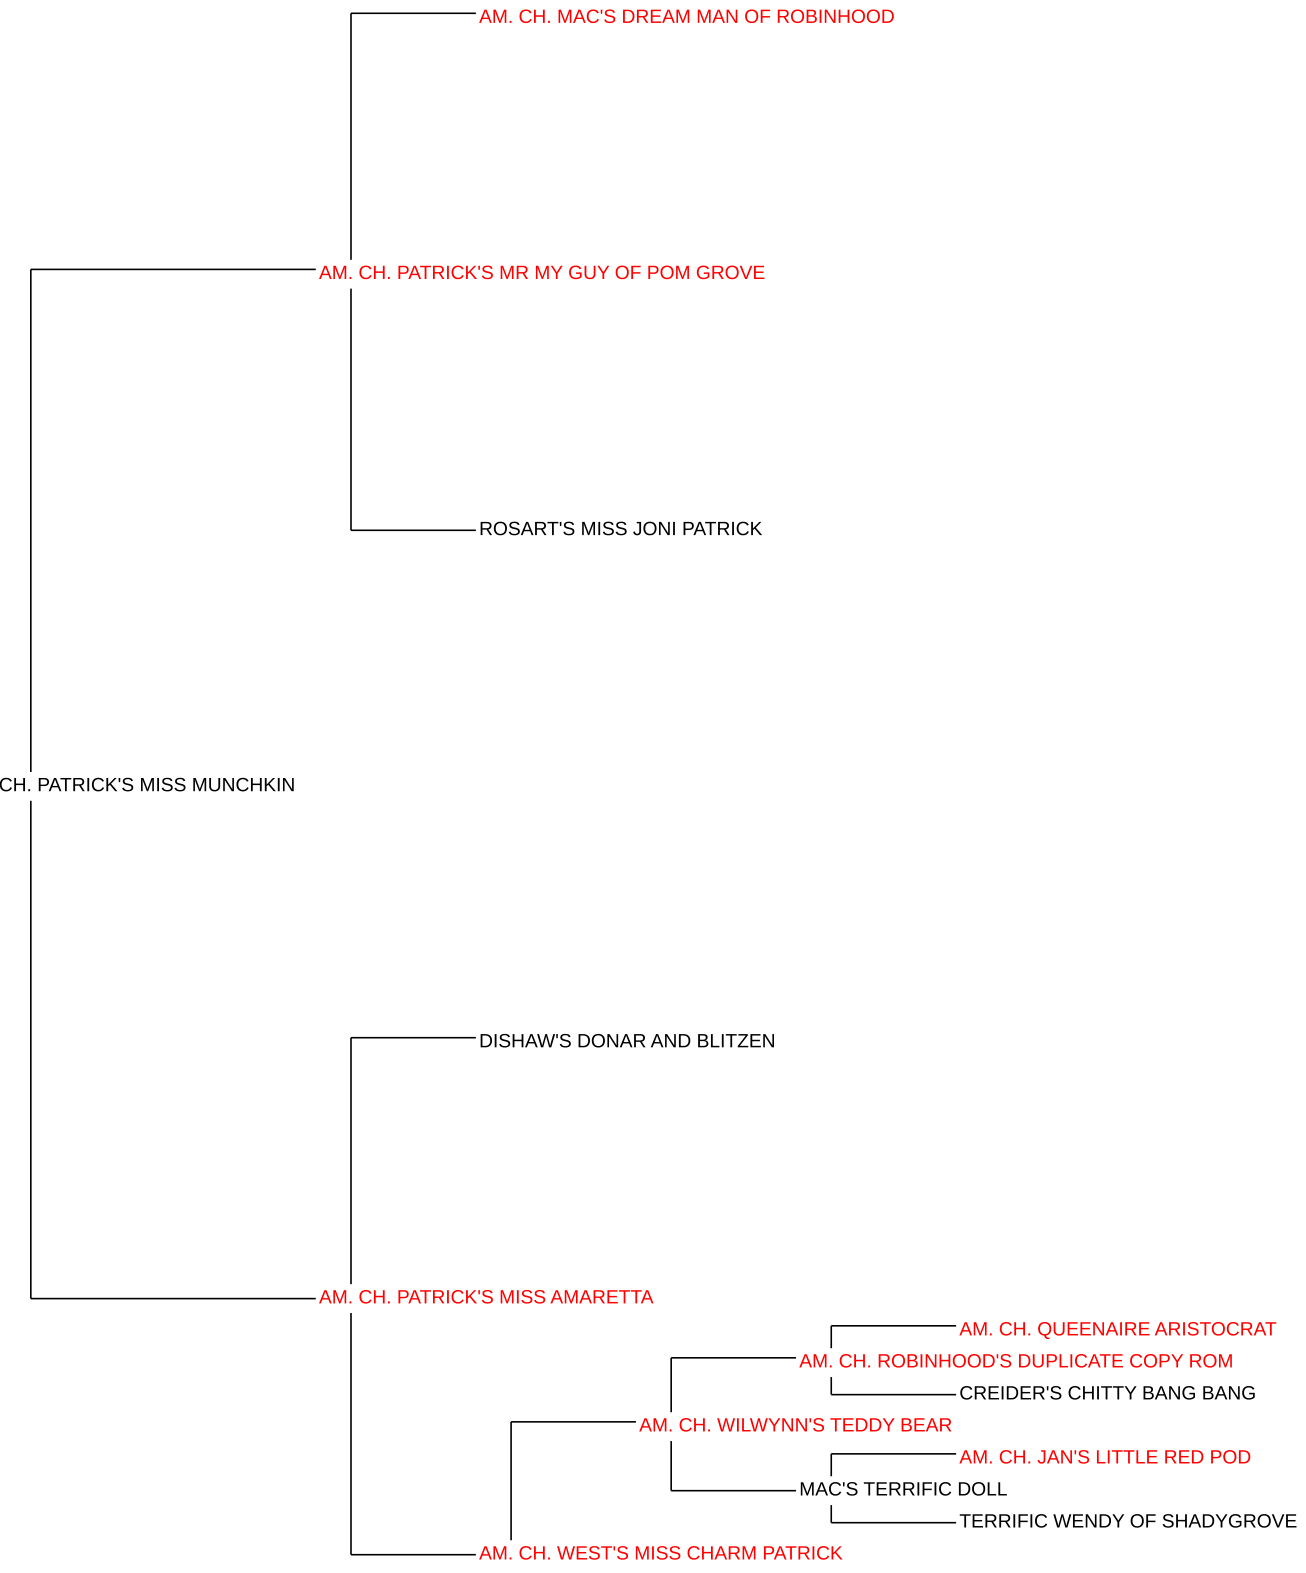 AM. CH. MAC'S DREAM MAN OF ROBINHOOD
AM. CH. PATRICK'S MR MY GUY OF POM GROVE
ROSART'S MISS JONI PATRICK
CH. PATRICK'S MISS MUNCHKIN
DISHAW'S DONAR AND BLITZEN
AM. CH. PATRICK'S MISS AMARETTA
AM. CH. QUEENAIRE ARISTOCRAT
AM. CH. ROBINHOOD'S DUPLICATE COPY ROM
CREIDER'S CHITTY BANG BANG
AM. CH. WILWYNN'S TEDDY BEAR
AM. CH. JAN'S LITTLE RED POD
MAC'S TERRIFIC DOLL
TERRIFIC WENDY OF SHADYGROVE
AM. CH. WEST'S MISS CHARM PATRICK